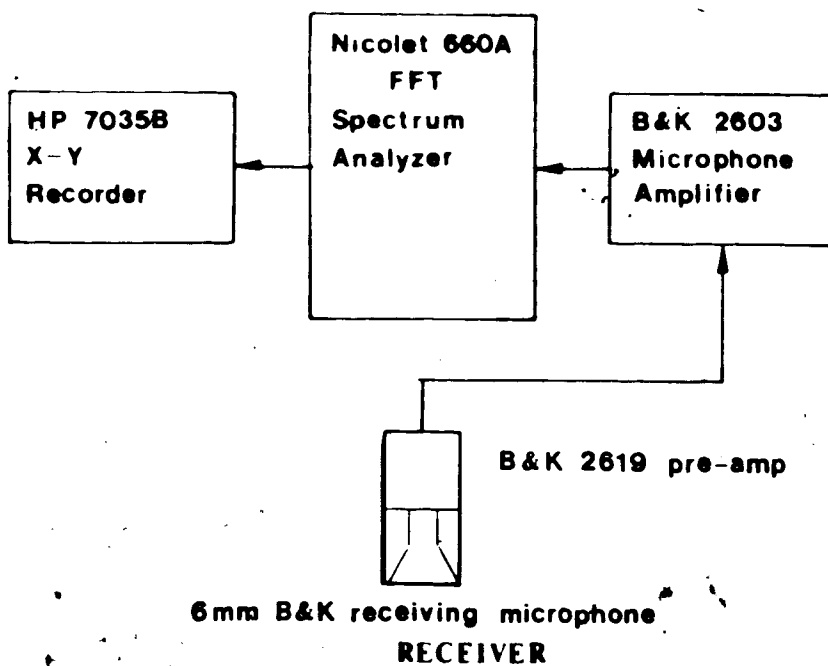 Nicolet 660A
FFT
Spectrum
Analyzer
HP 7035B
X-Y
Recorder
B&K 2603
Microphone
Amplifier
B&K 2619 pre-amp
6mm B&K receiving microphone
RECEIVER